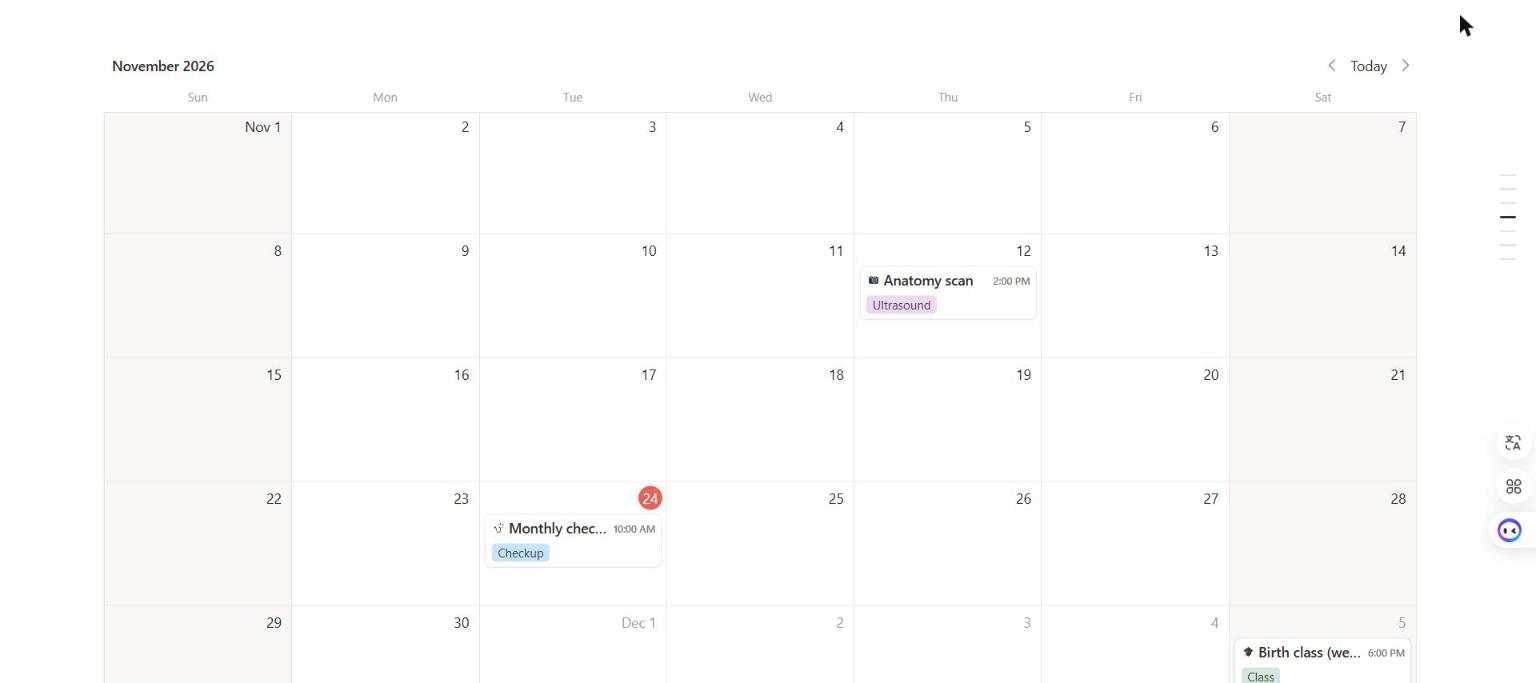 November 2026
Today
Sun Mon Tue Wed Thu Fri Sat
Nov 1 2 3 4 5 6 7
8 9 10 11 12 13 14
Anatomy scan 2:00 PM
Ultrasound
15 16 17 18 19 20 21
22 23 24 25 26 27 28
Monthly chec... 10:00 AM
Checkup
29 30 Dec 1 2 3 4 5
Birth class (we... 6:00 PM
Class